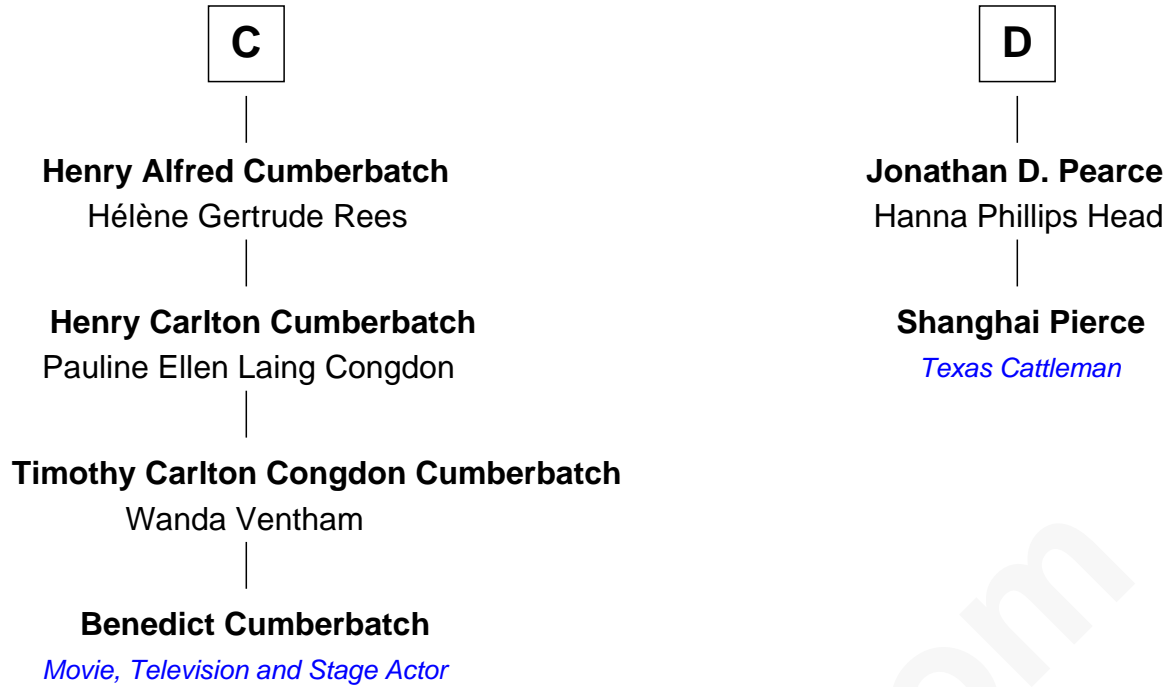 C
Henry Alfred Cumberbatch
Hélène Gertrude Rees
Henry Carlton Cumberbatch
Pauline Ellen Laing Congdon
Timothy Carlton Congdon Cumberbatch
Wanda Ventham
Benedict Cumberbatch
Movie, Television and Stage Actor
D
Jonathan D. Pearce
Hanna Phillips Head
Shanghai Pierce
Texas Cattleman
om